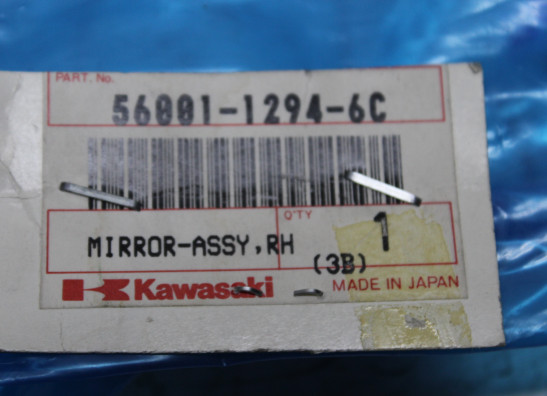 PART. No.
56001-1294-6C
Q'TY
MIRROR-ASSY,RH 1
(3B)
Kawasaki MADE IN JAPAN